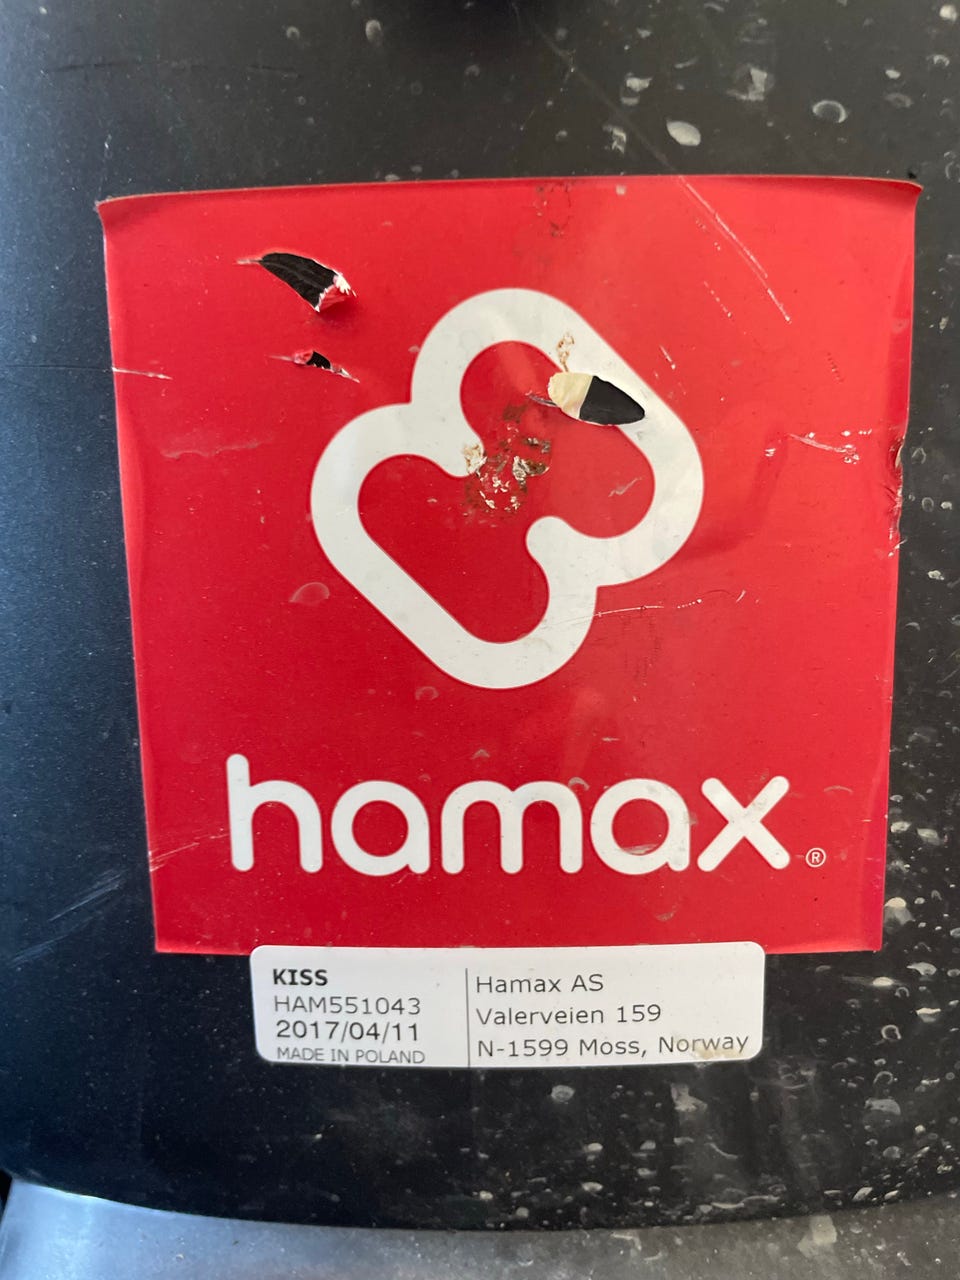 hamax®
KISS
HAM551043
2017/04/11
MADE IN POLAND
Hamax AS
Valerveien 159
N-1599 Moss, Norway